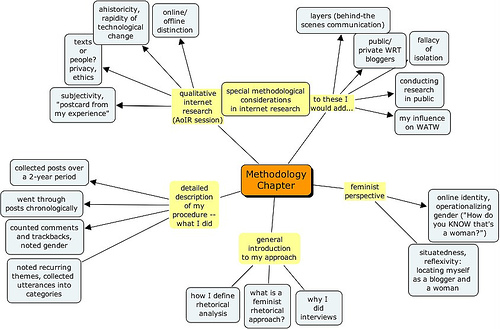 ahistoricity,
rapidity of
technological
change
online/
offline
distinction
texts
or
people?
privacy,
ethics
subjectivity,
"postcard from
my experience"
qualitative
internet
research
(AoIR session)
special methodological
considerations
in internet research
to these I
would add...
layers (behind-the
scenes communication)
public/
private WRT
bloggers
fallacy
of
isolation
conducting
research
in public
my influence
on WATW
Methodology
Chapter
collected posts over
a 2-year period
went through
posts chronologically
counted comments
and trackbacks,
noted gender
noted recurring
themes, collected
utterances into
categories
detailed
description
of my
procedure --
what I did
general
introduction
to my approach
how I define
rhetorical
analysis
what is a
feminist
rhetorical
approach?
why I
did
interviews
feminist
perspective
online identity,
operationalizing
gender ("How do
you KNOW that's
a woman?")
situatedness,
reflexivity:
locating myself
as a blogger and
a woman